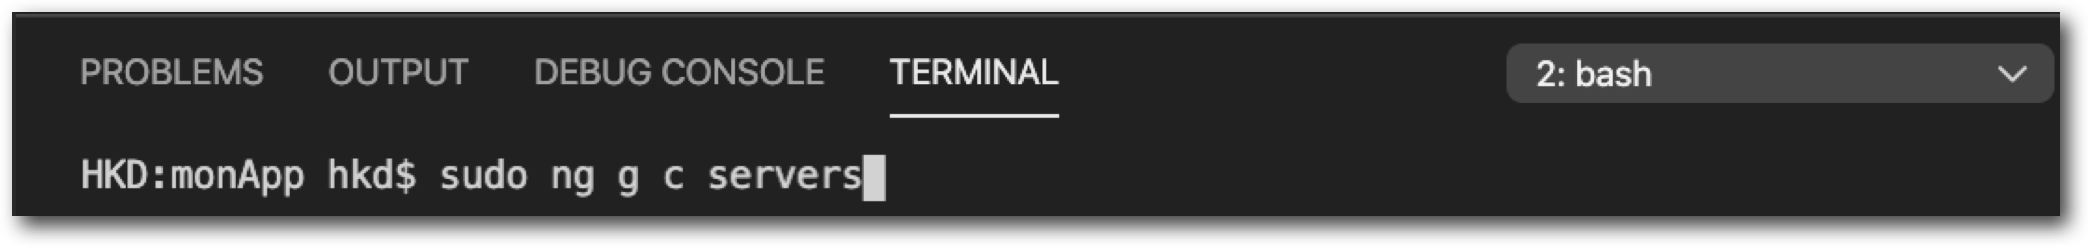 PROBLEMS OUTPUT DEBUG CONSOLE TERMINAL 2: bash
HKD:monApp hkd$ sudo ng g c servers